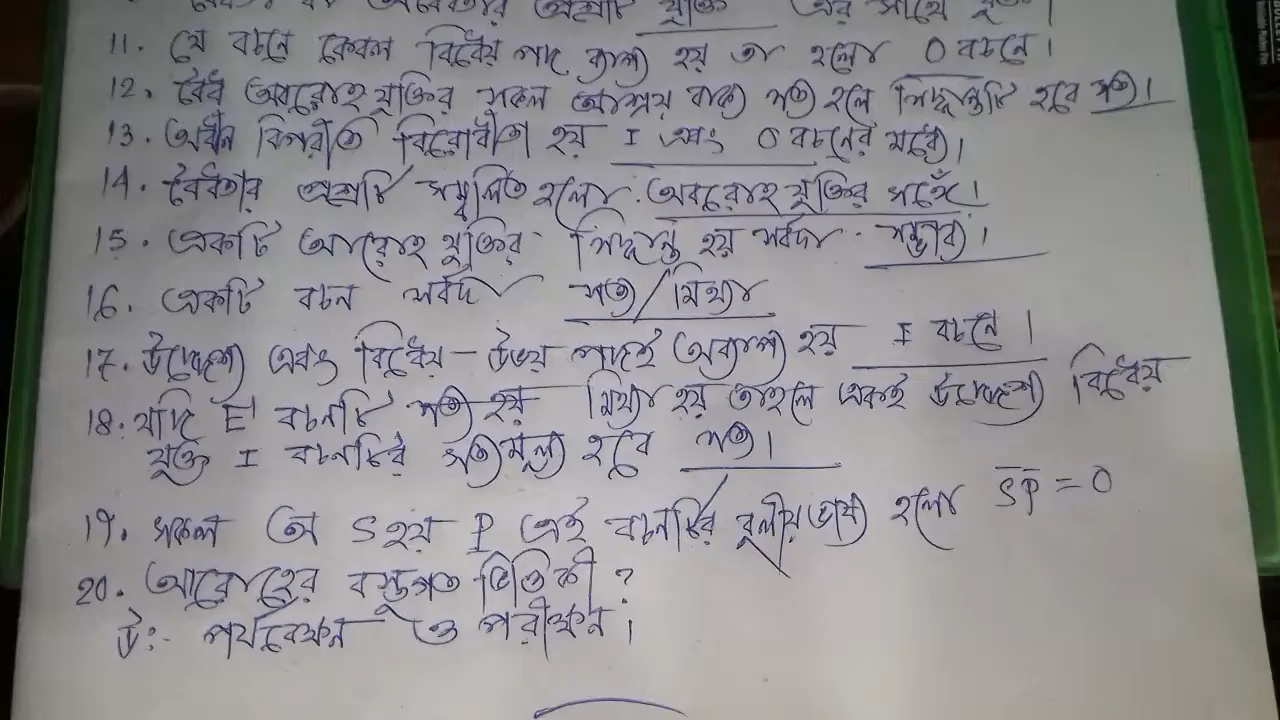 যুক্তি এর সাথে যুক্ত।
11. যে বচনে কেবল বিধেয় পদ ব্যাপ্য হয় তা হলো O বচনে।
12. বৈধ অবরোহ যুক্তির সকল আশ্রয় বাক্য সত্য হলে সিদ্ধান্তটি হবে সত্য।
13. অধীন বিপরীত বিরোধীতা হয় I এবং O বচনের মধ্যে।
14. বৈধতার প্রশ্নটি সম্বলিত হলো অবরোহ যুক্তির সঙ্গে।
15. একটি আরোহ যুক্তির সিদ্ধান্ত হয় সর্বদা সম্ভাব্য।
16. একটি বচন সর্বদা সত্য/মিথ্যা
17. উদ্দেশ্য এবং বিধেয় - উভয় পদই অব্যাপ্য হয় I বচনে।
18. যদি E বচনটি সত্য হয় মিথ্যা হয় তাহলে একই উদ্দেশ্য বিধেয়
যুক্ত I বচনটির সত্যমূল্য হবে সত্য।
19. সকল অ S হয় P এই বচনটির বুলীয় ভাষ্য হলো S̅P̅ = 0
20. আরোহের বস্তুগত ভিত্তি কী?
উঃ- পর্যবেক্ষন ও পরীক্ষন।